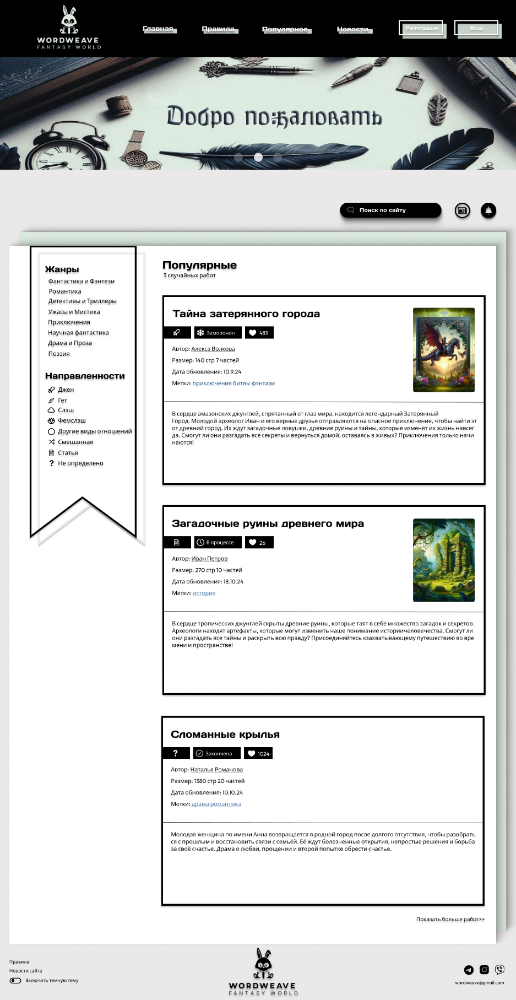 WORDWEAVE
FANTASY WORLD
Главная
Правила
Популярное
Новости
Регистрация
Вход
Добро пожаловать
Поиск по сайту
Жанры
Фантастика и Фэнтези
Романтика
Детективы и Триллеры
Ужасы и Мистика
Приключения
Научная фантастика
Драма и Проза
Поэзия
Направленности
Джен
Гет
Слэш
Фемслэш
Другие виды отношений
Смешанная
Статья
? Не определено
Популярные
3 случайных работ
Тайна затерянного города
Заморожен
483
Автор: Алекса Волкова
Размер: 140 стр 7 частей
Дата обновления: 10.9.24
Метки: приключения битвы фэнтази
В сердце амазонских джунглей, спрятанный от глаз мира, находится легендарный Затерянный
Город. Молодой археолог Иван и его верные друзья отправляются на опасное приключение, чтобы найти эт
от древний город. Их ждут загадочные ловушки, древние руины и тайны, которые изменят их жизнь навсег
да. Смогут ли они разгадать все секреты и вернуться домой, оставаясь в живых? Приключения только начи
наются!
Загадочные руины древнего мира
В процессе
26
Автор: Иван Петров
Размер: 270 стр 10 частей
Дата обновления: 18.10.24
Метки: история
В сердце тропических джунглей скрыты древние руины, которые таят в себе множество загадок и секретов.
Археологи находят артефакты, которые могут изменить наше понимание историичеловечества. Смогут ли
они разгадать все тайны и раскрыть всю правду? Присоединяйтесь кзахватывающему путешествию во вре
мени и пространстве!
Сломанные крылья
?
Закончена
1024
Автор: Наталья Романова
Размер: 1380 стр 20 частей
Дата обновления: 10.10.24
Метки: драма романтика
Молодая женщина по имени Анна возвращается в родной город после долгого отсутствия, чтобы разобрать
ся с прошлым и восстановить связи с семьёй. Её ждут болезненные открытия, непростые решения и борьба
за своё счастье. Драма о любви, прощении и второй попытке обрести счастье.
Показать больше работ>>
Правила
Новости сайта
Включить темную тему
WORDWEAVE
FANTASY WORLD
wordweave@gmail.com